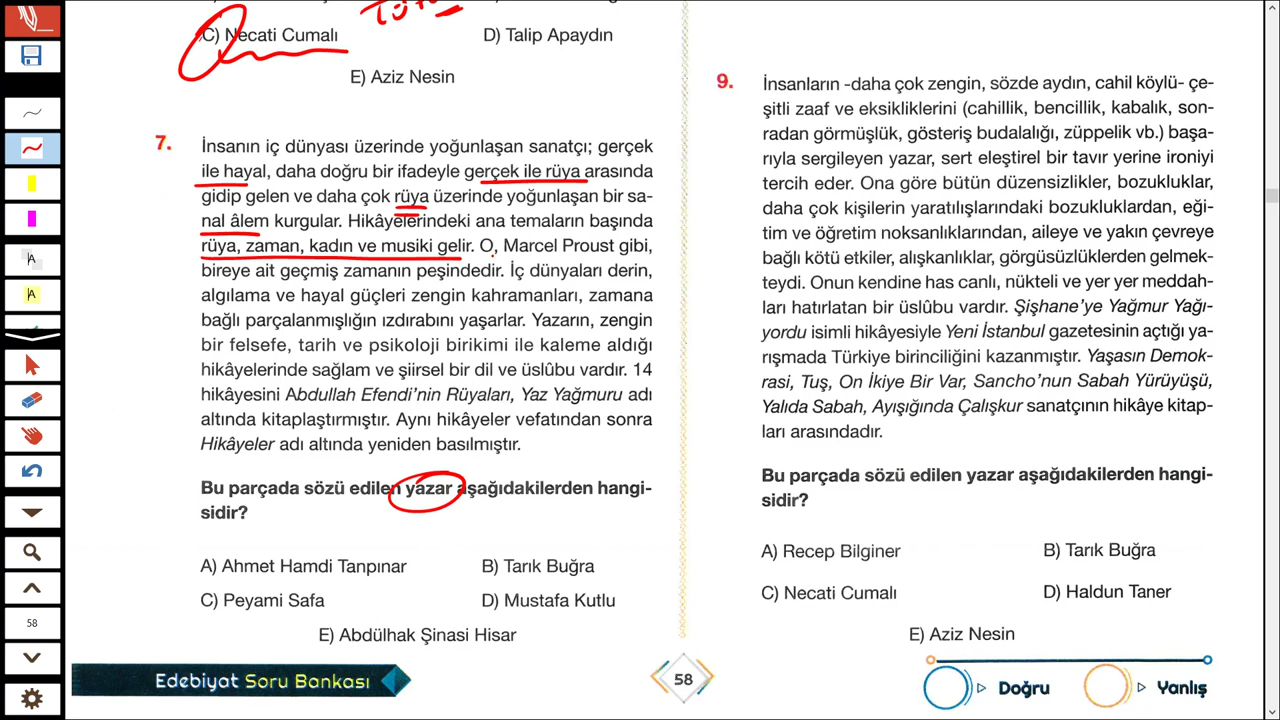 C) Necati Cumalı
D) Talip Apaydın
E) Aziz Nesin
7.
İnsanın iç dünyası üzerinde yoğunlaşan sanatçı; gerçek
ile hayal, daha doğru bir ifadeyle gerçek ile rüya arasında
gidip gelen ve daha çok rüya üzerinde yoğunlaşan bir sa-
nal âlem kurgular. Hikâyelerindeki ana temaların başında
rüya, zaman, kadın ve musiki gelir. O, Marcel Proust gibi,
bireye ait geçmiş zamanın peşindedir. İç dünyaları derin,
algılama ve hayal güçleri zengin kahramanları, zamana
bağlı parçalanmışlığın ızdırabını yaşarlar. Yazarın, zengin
bir felsefe, tarih ve psikoloji birikimi ile kaleme aldığı
hikâyelerinde sağlam ve şiirsel bir dil ve üslûbu vardır. 14
hikâyesini Abdullah Efendi'nin Rüyaları, Yaz Yağmuru adı
altında kitaplaştırmıştır. Aynı hikâyeler vefatından sonra
Hikâyeler adı altında yeniden basılmıştır.
Bu parçada sözü edilen yazar aşağıdakilerden hangi-
sidir?
A) Ahmet Hamdi Tanpınar
B) Tarık Buğra
C) Peyami Safa
D) Mustafa Kutlu
E) Abdülhak Şinasi Hisar
9.
İnsanların -daha çok zengin, sözde aydın, cahil köylü- çe-
şitli zaaf ve eksikliklerini (cahillik, bencillik, kabalık, son-
radan görmüşlük, gösteriş budalalığı, züppelik vb.) başa-
rıyla sergileyen yazar, sert eleştirel bir tavır yerine ironiyi
tercih eder. Ona göre bütün düzensizlikler, bozukluklar,
daha çok kişilerin yaratılışlarındaki bozukluklardan, eği-
tim ve öğretim noksanlıklarından, aileye ve yakın çevreye
bağlı kötü etkiler, alışkanlıklar, görgüsüzlüklerden gelmek-
teydi. Onun kendine has canlı, nükteli ve yer yer meddah-
ları hatırlatan bir üslûbu vardır. Şişhane'ye Yağmur Yağı-
yordu isimli hikâyesiyle Yeni İstanbul gazetesinin açtığı ya-
rışmada Türkiye birinciliğini kazanmıştır. Yaşasın Demok-
rasi, Tuş, On İkiye Bir Var, Sancho'nun Sabah Yürüyüşü,
Yalıda Sabah, Ayışığında Çalışkur sanatçının hikâye kitap-
ları arasındadır.
Bu parçada sözü edilen yazar aşağıdakilerden hangi-
sidir?
A) Recep Bilginer
B) Tarık Buğra
C) Necati Cumalı
D) Haldun Taner
E) Aziz Nesin
Edebiyat Soru Bankası
58
Doğru
Yanlış
A
A
58